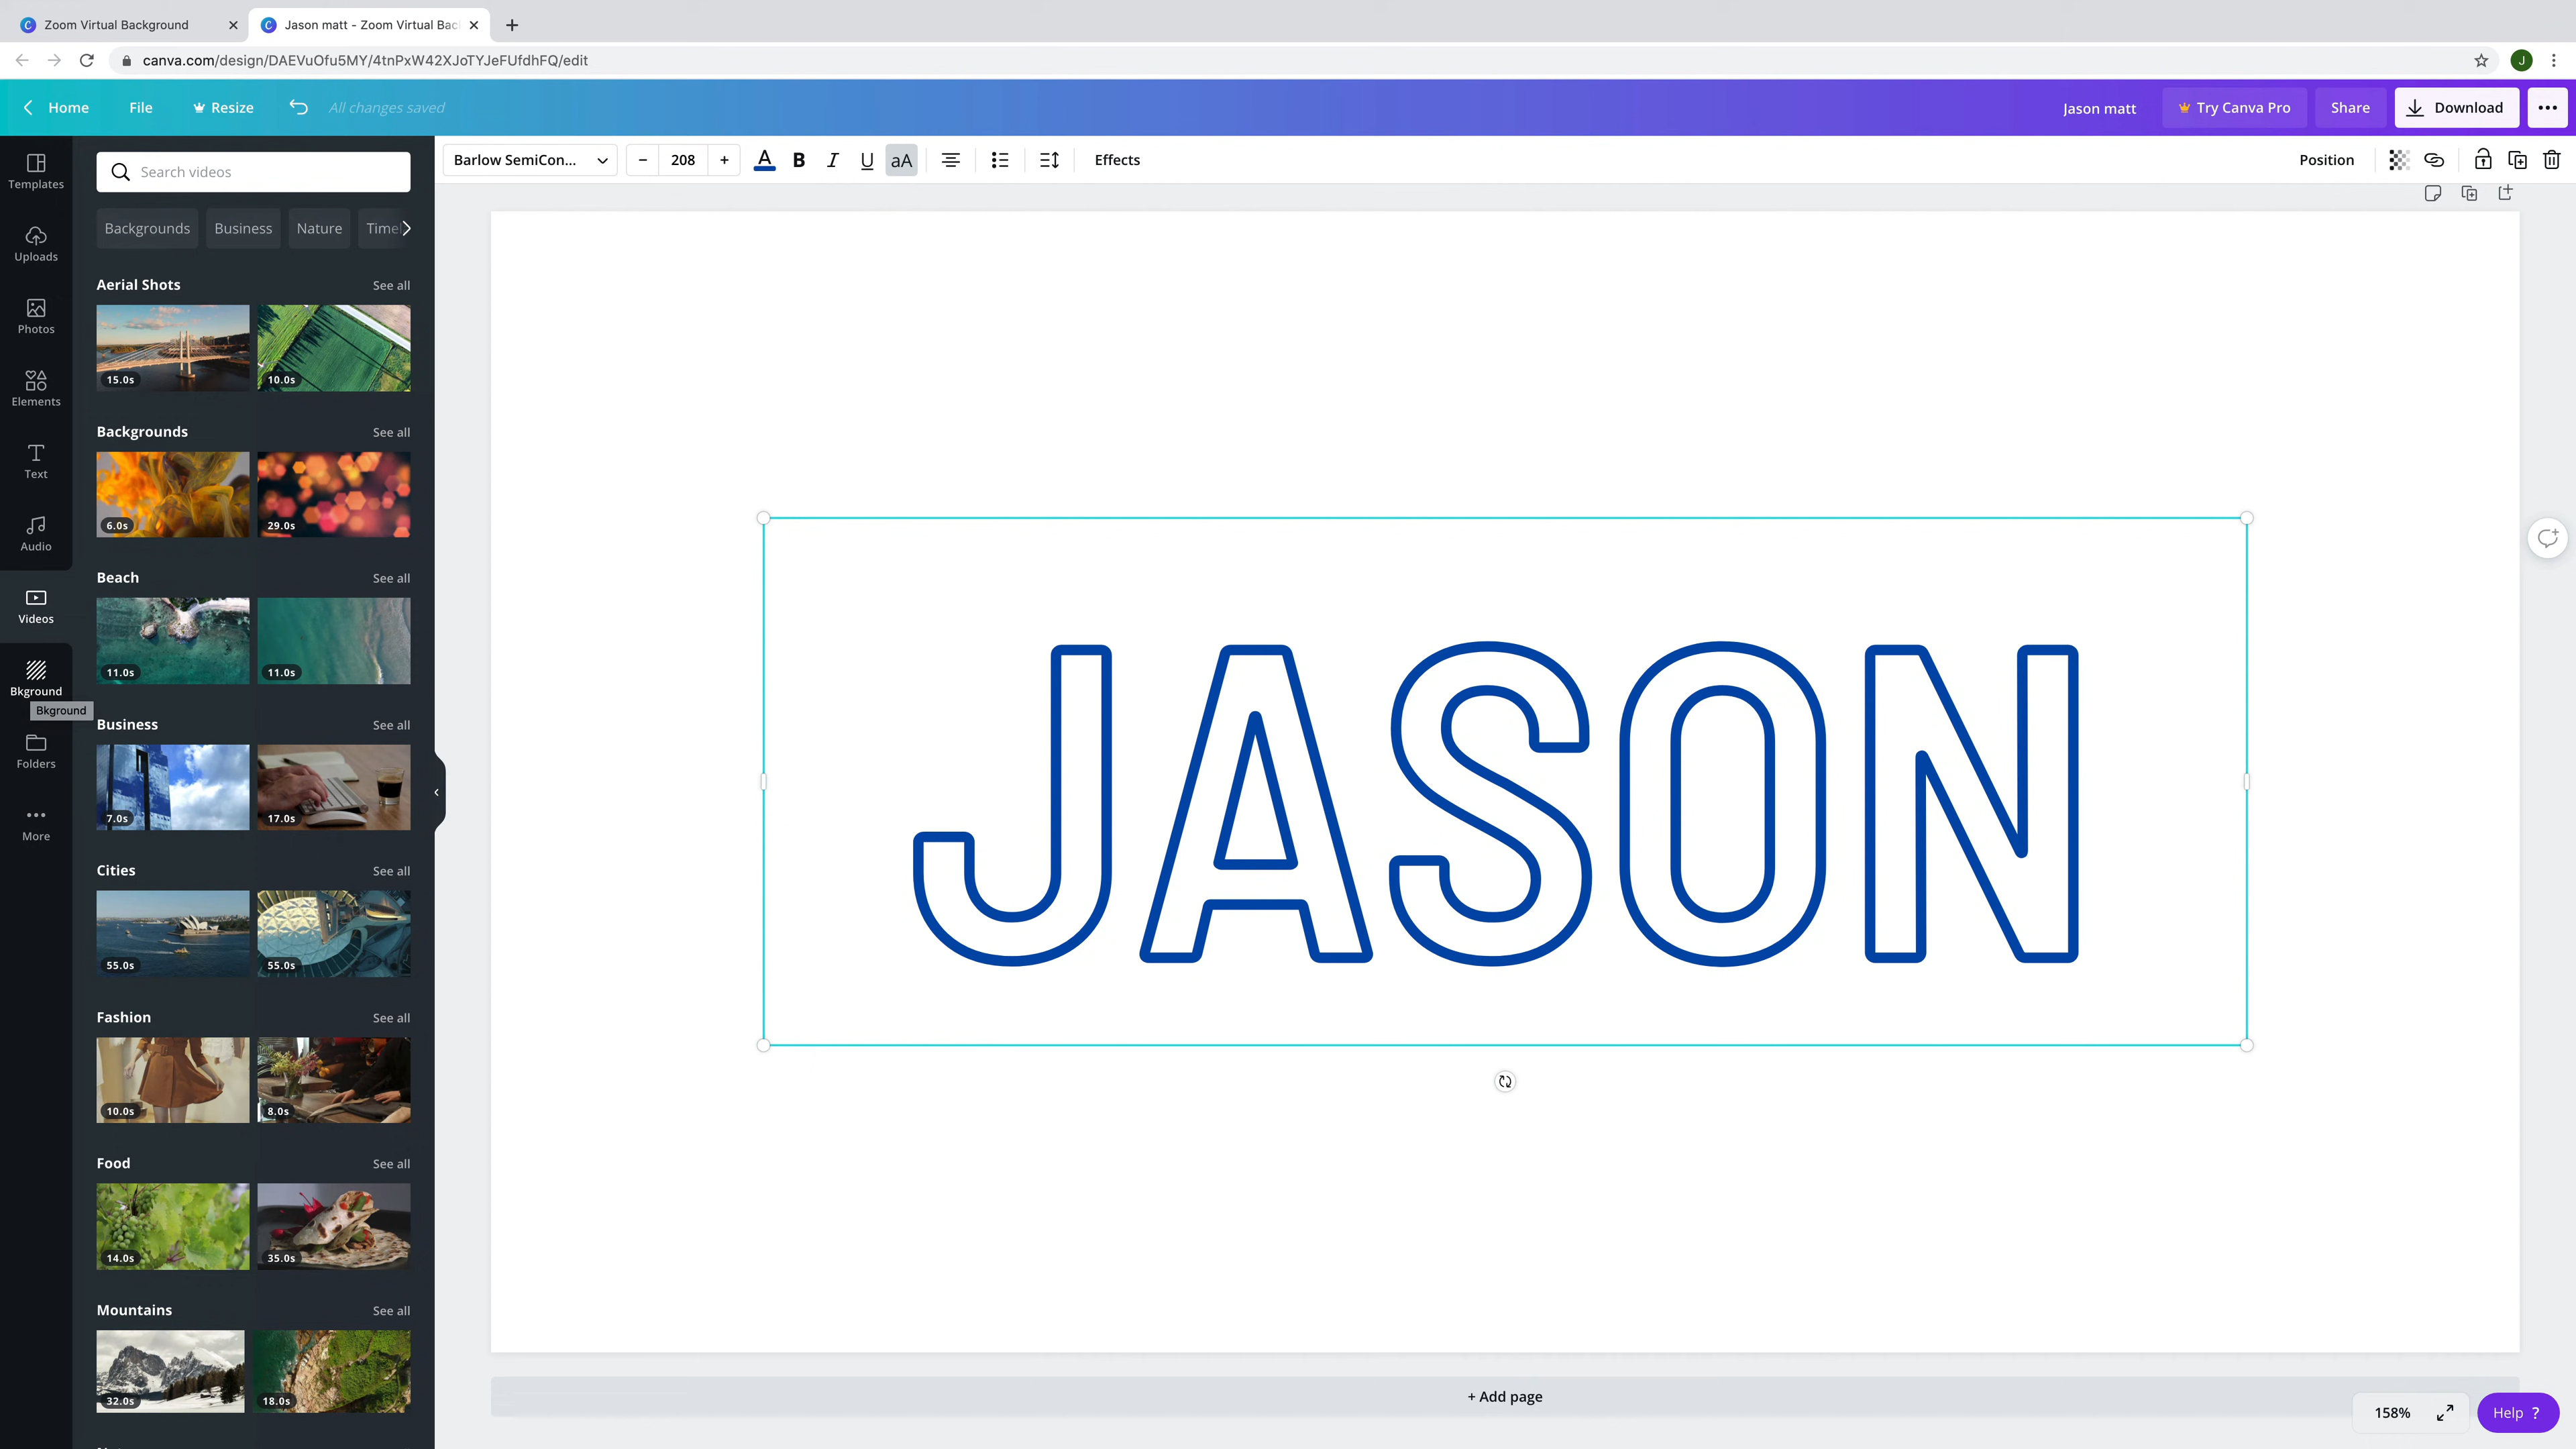 Zoom Virtual Background
Jason matt - Zoom Virtual Bac
canva.com/design/DAEVuOfu5MY/4tnPxW42XJoTYJeFUfdhFQ/edit
J
Home
File
Resize
All changes saved
Jason matt
Try Canva Pro
Share
Download
Barlow SemiCon...
208
A
B
I
U
aA
Effects
Position
Templates
Uploads
Photos
Elements
Text
Audio
Videos
Bkground
Bkground
Folders
More
Search videos
Backgrounds
Business
Nature
Time
Aerial Shots
See all
15.0s
10.0s
Backgrounds
See all
6.0s
29.0s
Beach
See all
11.0s
11.0s
Business
See all
7.0s
17.0s
Cities
See all
55.0s
55.0s
Fashion
See all
10.0s
8.0s
Food
See all
14.0s
35.0s
Mountains
See all
32.0s
18.0s
JASON
+ Add page
158%
Help ?